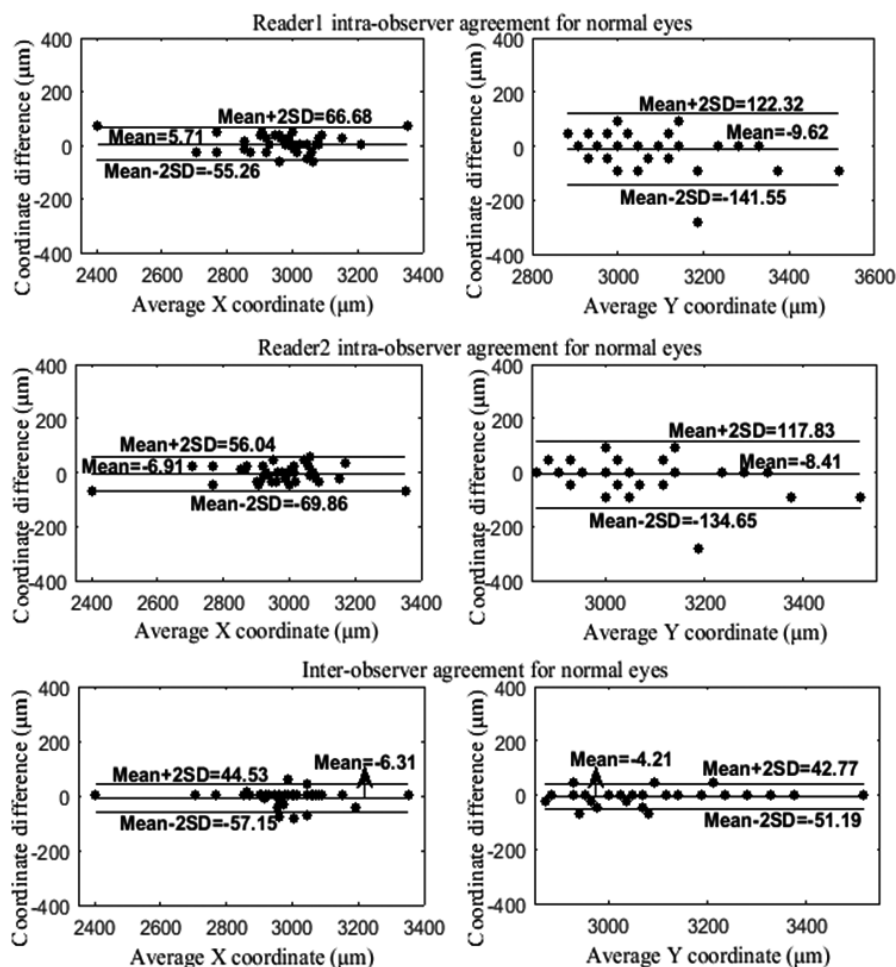 Reader1 intra-observer agreement for normal eyes
Coordinate difference (μm)
400
200
0
-200
-400
Mean+2SD=66.68
Mean=5.71
Mean-2SD=-55.26
2400 2600 2800 3000 3200 3400
Average X coordinate (μm)
Coordinate difference (μm)
400
200
0
-200
-400
Mean+2SD=122.32
Mean=-9.62
Mean-2SD=-141.55
2800 3000 3200 3400 3600
Average Y coordinate (μm)
Reader2 intra-observer agreement for normal eyes
Coordinate difference (μm)
400
200
0
-200
-400
Mean+2SD=56.04
Mean=-6.91
Mean-2SD=-69.86
2400 2600 2800 3000 3200 3400
Average X coordinate (μm)
Coordinate difference (μm)
400
200
0
-200
-400
Mean+2SD=117.83
Mean=-8.41
Mean-2SD=-134.65
3000 3200 3400
Average Y coordinate (μm)
Inter-observer agreement for normal eyes
Coordinate difference (μm)
400
200
0
-200
-400
Mean=-6.31
Mean+2SD=44.53
Mean-2SD=-57.15
2400 2600 2800 3000 3200 3400
Average X coordinate (μm)
Coordinate difference (μm)
400
200
0
-200
-400
Mean=-4.21
Mean+2SD=42.77
Mean-2SD=-51.19
3000 3200 3400
Average Y coordinate (μm)